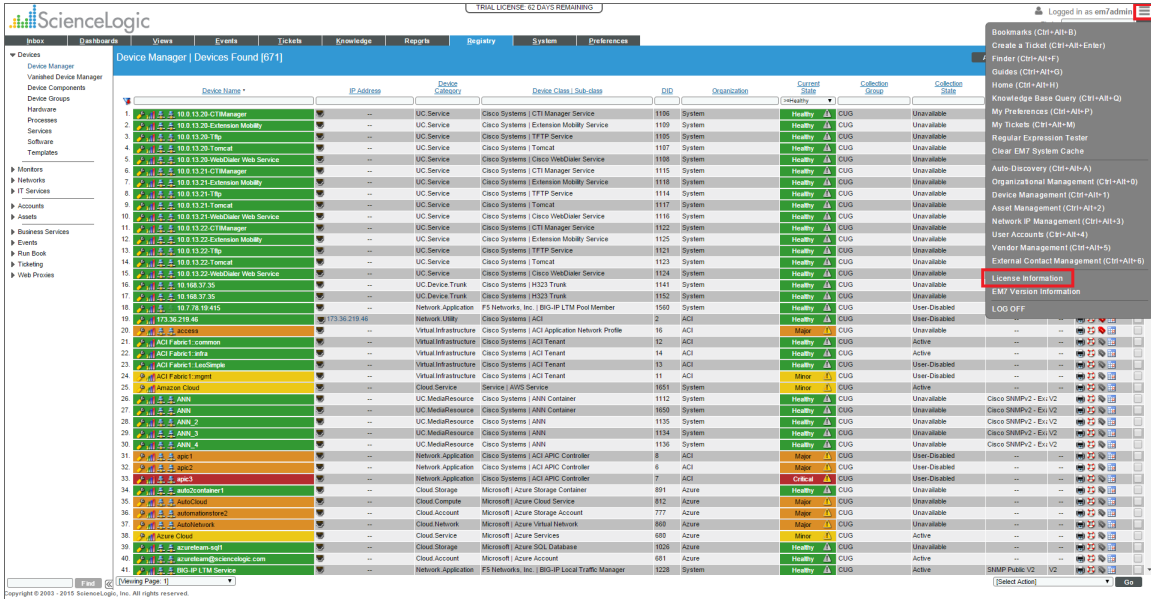 TRIAL LICENSE: 62 DAYS REMAINING
Logged in as em7admin
ScienceLogic
Inbox Dashboards Views Events Tickets Knowledge Reports Registry System Preferences
Devices
Device Manager
Vanished Device Manager
Device Components
Device Groups
Hardware
Processes
Services
Software
Templates
Monitors
Networks
IT Services
Accounts
Assets
Business Services
Events
Run Book
Ticketing
Web Proxies
Find
Device Manager | Devices Found [671]
Device Name IP Address Device Category Device Class | Sub-class DID Organization Current State Collection Group Collection State
>=Healthy
1. 10.0.13.20-CTIManager -- UC.Service Cisco Systems | CTI Manager Service 1106 System Healthy CUG Unavailable
2. 10.0.13.20-Extension Mobility -- UC.Service Cisco Systems | Extension Mobility Service 1109 System Healthy CUG Unavailable
3. 10.0.13.20-Tftp -- UC.Service Cisco Systems | TFTP Service 1105 System Healthy CUG Unavailable
4. 10.0.13.20-Tomcat -- UC.Service Cisco Systems | Tomcat 1107 System Healthy CUG Unavailable
5. 10.0.13.20-WebDialer Web Service -- UC.Service Cisco Systems | Cisco WebDialer Service 1108 System Healthy CUG Unavailable
6. 10.0.13.21-CTIManager -- UC.Service Cisco Systems | CTI Manager Service 1115 System Healthy CUG Unavailable
7. 10.0.13.21-Extension Mobility -- UC.Service Cisco Systems | Extension Mobility Service 1118 System Healthy CUG Unavailable
8. 10.0.13.21-Tftp -- UC.Service Cisco Systems | TFTP Service 1114 System Healthy CUG Unavailable
9. 10.0.13.21-Tomcat -- UC.Service Cisco Systems | Tomcat 1117 System Healthy CUG Unavailable
10. 10.0.13.21-WebDialer Web Service -- UC.Service Cisco Systems | Cisco WebDialer Service 1116 System Healthy CUG Unavailable
11. 10.0.13.22-CTIManager -- UC.Service Cisco Systems | CTI Manager Service 1122 System Healthy CUG Unavailable
12. 10.0.13.22-Extension Mobility -- UC.Service Cisco Systems | Extension Mobility Service 1125 System Healthy CUG Unavailable
13. 10.0.13.22-Tftp -- UC.Service Cisco Systems | TFTP Service 1121 System Healthy CUG Unavailable
14. 10.0.13.22-Tomcat -- UC.Service Cisco Systems | Tomcat 1123 System Healthy CUG Unavailable
15. 10.0.13.22-WebDialer Web Service -- UC.Service Cisco Systems | Cisco WebDialer Service 1124 System Healthy CUG Unavailable
16. 10.168.37.35 -- UC.Device.Trunk Cisco Systems | H323 Trunk 1141 System Healthy CUG Unavailable
17. 10.168.37.35 -- UC.Device.Trunk Cisco Systems | H323 Trunk 1152 System Healthy CUG Unavailable
18. 10.7.78.19:415 -- Network.Application F5 Networks, Inc. | BIG-IP LTM Pool Member 1560 System Healthy CUG User-Disabled
19. 173.36.219.46 173.36.219.46 Network.Utility Cisco Systems | ACI 2 ACI Healthy CUG User-Disabled
20. access -- Virtual.Infrastructure Cisco Systems | ACI Application Network Profile 16 ACI Major CUG Unavailable -- --
21. ACI Fabric1::common -- Virtual.Infrastructure Cisco Systems | ACI Tenant 12 ACI Healthy CUG Active -- --
22. ACI Fabric1::infra -- Virtual.Infrastructure Cisco Systems | ACI Tenant 14 ACI Healthy CUG Active -- --
23. ACI Fabric1::LeoSimple -- Virtual.Infrastructure Cisco Systems | ACI Tenant 13 ACI Healthy CUG User-Disabled -- --
24. ACI Fabric1::mgmt -- Virtual.Infrastructure Cisco Systems | ACI Tenant 11 ACI Minor CUG User-Disabled -- --
25. Amazon Cloud -- Cloud.Service Service | AWS Service 1651 System Minor CUG Active -- --
26. ANN -- UC.MediaResource Cisco Systems | ANN Container 1112 System Healthy CUG Unavailable Cisco SNMPv2 - Exa V2
27. ANN -- UC.MediaResource Cisco Systems | ANN Container 1650 System Healthy CUG Unavailable Cisco SNMPv2 - Exa V2
28. ANN_2 -- UC.MediaResource Cisco Systems | ANN 1135 System Healthy CUG Unavailable Cisco SNMPv2 - Exa V2
29. ANN_3 -- UC.MediaResource Cisco Systems | ANN 1134 System Healthy CUG Unavailable Cisco SNMPv2 - Exa V2
30. ANN_4 -- UC.MediaResource Cisco Systems | ANN 1136 System Healthy CUG Unavailable Cisco SNMPv2 - Exa V2
31. apic1 -- Network.Application Cisco Systems | ACI APIC Controller 8 ACI Major CUG User-Disabled -- --
32. apic2 -- Network.Application Cisco Systems | ACI APIC Controller 6 ACI Major CUG User-Disabled -- --
33. apic3 -- Network.Application Cisco Systems | ACI APIC Controller 7 ACI Critical CUG User-Disabled -- --
34. auto2container1 -- Cloud.Storage Microsoft | Azure Storage Container 891 Azure Healthy CUG Unavailable -- --
35. AutoCloud -- Cloud.Compute Microsoft | Azure Cloud Service 812 Azure Major CUG Unavailable -- --
36. automationstore2 -- Cloud.Account Microsoft | Azure Storage Account 777 Azure Major CUG Unavailable -- --
37. AutoNetwork -- Cloud.Network Microsoft | Azure Virtual Network 860 Azure Major CUG Unavailable -- --
38. Azure Cloud -- Cloud.Service Microsoft | Azure Services 680 Azure Minor CUG Active -- --
39. azureteam-sql1 -- Cloud.Storage Microsoft | Azure SQL Database 1026 Azure Healthy CUG Unavailable -- --
40. azureteam@sciencelogic.com -- Cloud.Account Microsoft | Azure Account 681 Azure Healthy CUG Active -- --
41. BIG-IP LTM Service -- Network.Application F5 Networks, Inc. | BIG-IP Local Traffic Manager 1228 System Healthy CUG Active SNMP Public V2 V2
[Viewing Page: 1]
[Select Action]
Go
Bookmarks (Ctrl+Alt+B)
Create a Ticket (Ctrl+Alt+Enter)
Finder (Ctrl+Alt+F)
Guides (Ctrl+Alt+G)
Home (Ctrl+Alt+H)
Knowledge Base Query (Ctrl+Alt+Q)
My Preferences (Ctrl+Alt+P)
My Tickets (Ctrl+Alt+M)
Regular Expression Tester
Clear EM7 System Cache
Auto-Discovery (Ctrl+Alt+A)
Organizational Management (Ctrl+Alt+0)
Device Management (Ctrl+Alt+1)
Asset Management (Ctrl+Alt+2)
Network IP Management (Ctrl+Alt+3)
User Accounts (Ctrl+Alt+4)
Vendor Management (Ctrl+Alt+5)
External Contact Management (Ctrl+Alt+6)
License Information
EM7 Version Information
LOG OFF
Copyright © 2003 - 2015 ScienceLogic, Inc. All rights reserved.